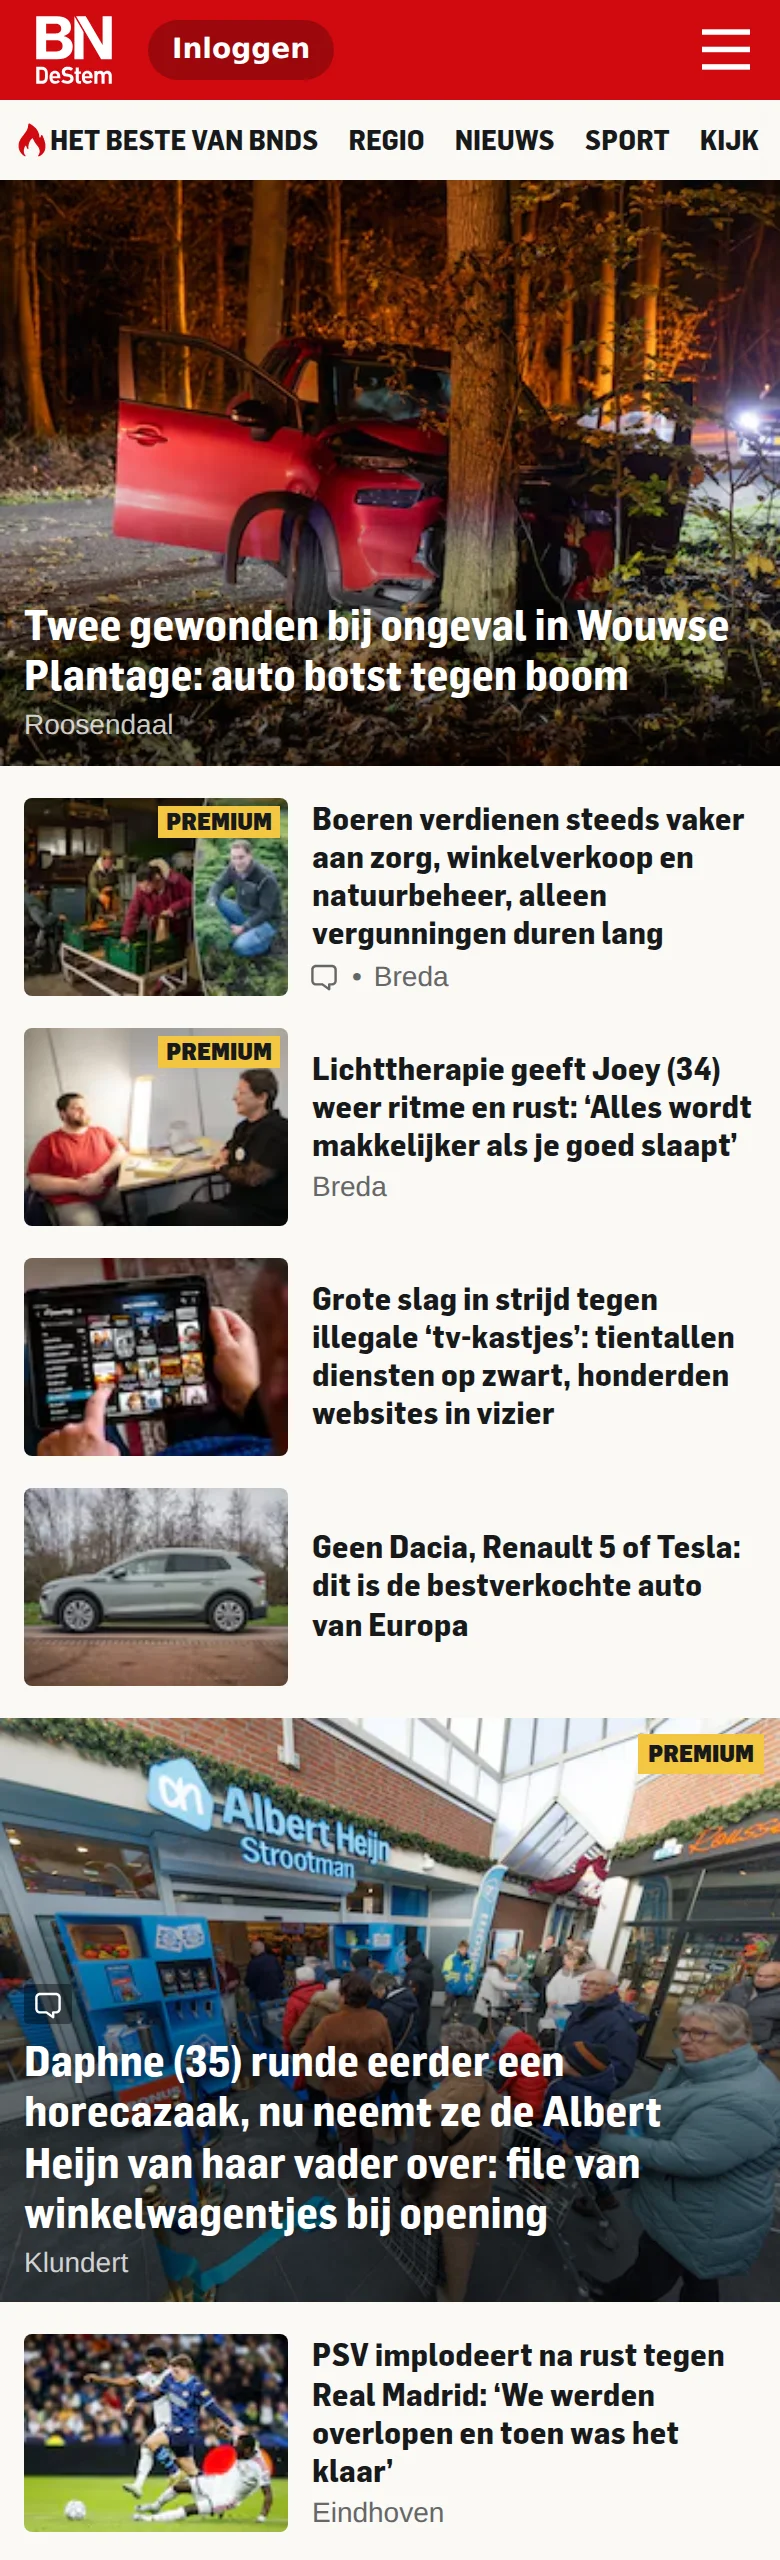 BN
DeStem
Inloggen
HET BESTE VAN BNDS REGIO NIEUWS SPORT KIJK
Twee gewonden bij ongeval in Wouwse
Plantage: auto botst tegen boom
Roosendaal
PREMIUM
Boeren verdienen steeds vaker
aan zorg, winkelverkoop en
natuurbeheer, alleen
vergunningen duren lang
• Breda
PREMIUM
Lichttherapie geeft Joey (34)
weer ritme en rust: ‘Alles wordt
makkelijker als je goed slaapt’
Breda
Grote slag in strijd tegen
illegale ‘tv-kastjes’: tientallen
diensten op zwart, honderden
websites in vizier
Geen Dacia, Renault 5 of Tesla:
dit is de bestverkochte auto
van Europa
PREMIUM
ah Albert Heijn
Strootman
Daphne (35) runde eerder een
horecazaak, nu neemt ze de Albert
Heijn van haar vader over: file van
winkelwagentjes bij opening
Klundert
PSV implodeert na rust tegen
Real Madrid: ‘We werden
overlopen en toen was het
klaar’
Eindhoven